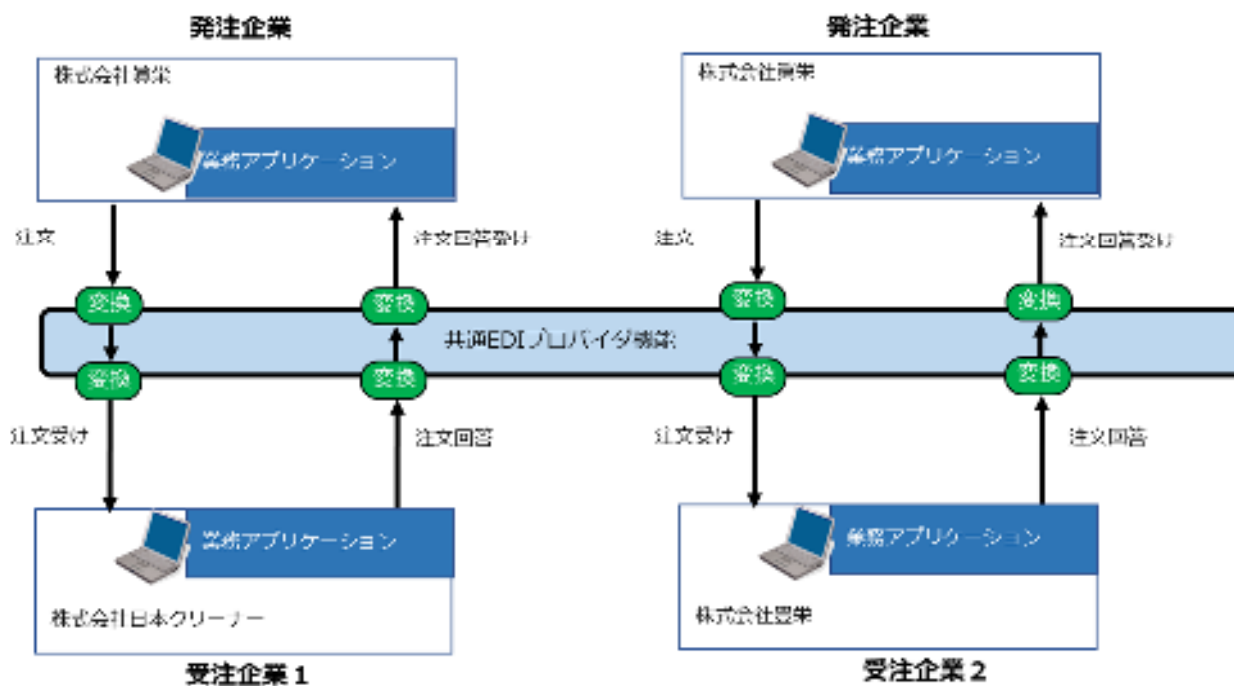 発注企業
発注企業
株式会社
株式会社
業務アプリケーション
業務アプリケーション
注文
注文回答受け
注文
注文回答受け
変換
変換
変換
変換
共通EDIプロバイダ機能
変換
変換
変換
変換
注文受け
注文回答
注文受け
注文回答
業務アプリケーション
業務アプリケーション
株式会社日本クリーナー
株式会社豊栄
受注企業1
受注企業2